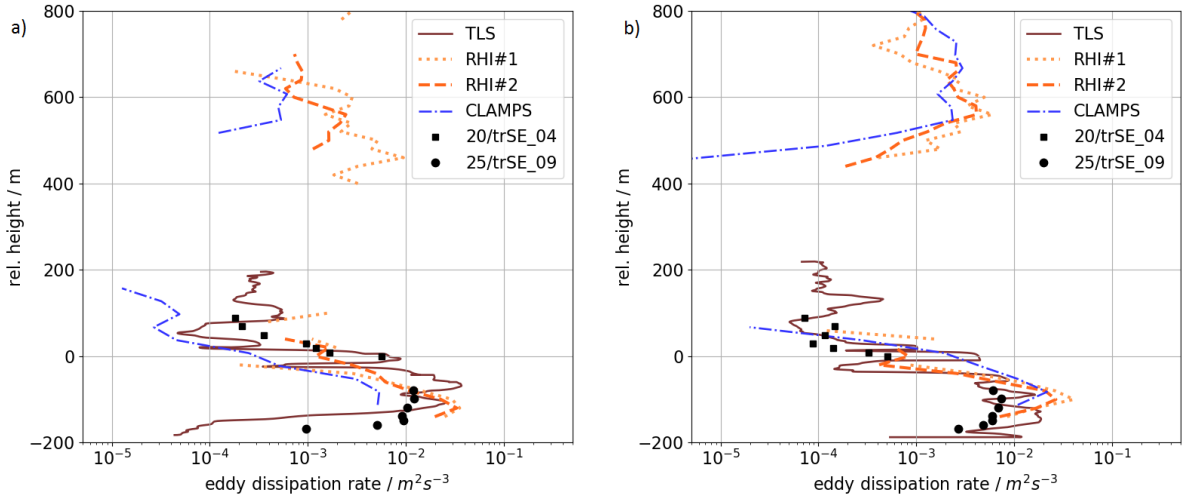 a)
800
600
400
200
0
−200
rel. height / m
TLS
RHI#1
RHI#2
CLAMPS
20/trSE_04
25/trSE_09
10⁻⁵ 10⁻⁴ 10⁻³ 10⁻² 10⁻¹
eddy dissipation rate / m²s⁻³
b)
800
600
400
200
0
−200
rel. height / m
TLS
RHI#1
RHI#2
CLAMPS
20/trSE_04
25/trSE_09
10⁻⁵ 10⁻⁴ 10⁻³ 10⁻² 10⁻¹
eddy dissipation rate / m²s⁻³